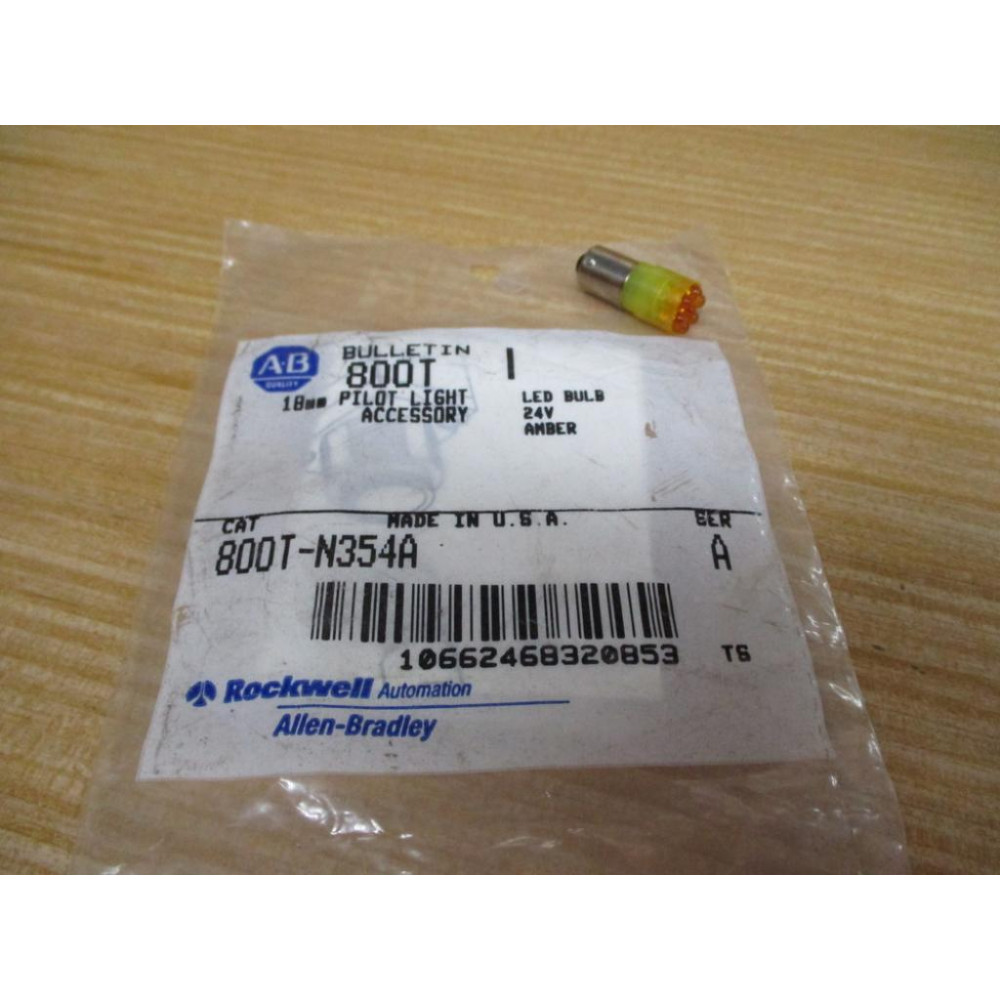 A-B
QUALITY
BULLETIN
800T
18mm PILOT LIGHT
ACCESSORY
LED BULB
24V
AMBER
CAT
MADE IN U.S.A.
SER
800T-N354A
A
10662468320853
T6
Rockwell Automation
Allen-Bradley